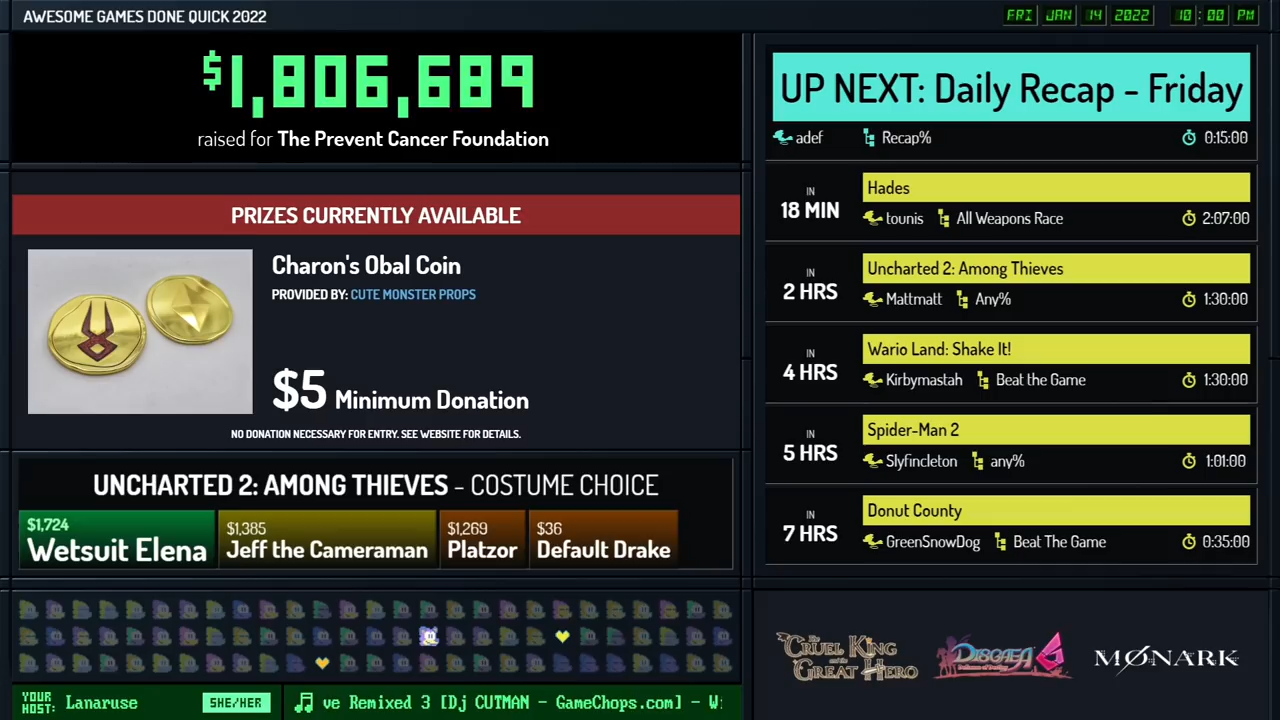 AWESOME GAMES DONE QUICK 2022
FRI JAN 14 2022 10:00 PM
$1,806,689
raised for The Prevent Cancer Foundation
PRIZES CURRENTLY AVAILABLE
Charon's Obal Coin
PROVIDED BY: CUTE MONSTER PROPS
$5 Minimum Donation
NO DONATION NECESSARY FOR ENTRY. SEE WEBSITE FOR DETAILS.
UNCHARTED 2: AMONG THIEVES - COSTUME CHOICE
$1,724
Wetsuit Elena
$1,385
Jeff the Cameraman
$1,269
Platzor
$36
Default Drake
YOUR HOST: Lanaruse SHE/HER
ve Remixed 3 [Dj CUTMAN - GameChops.com] - W
UP NEXT: Daily Recap - Friday
adef Recap% 0:15:00
IN 18 MIN
Hades
tounis All Weapons Race 2:07:00
IN 2 HRS
Uncharted 2: Among Thieves
Mattmatt Any% 1:30:00
IN 4 HRS
Wario Land: Shake It!
Kirbymastah Beat the Game 1:30:00
IN 5 HRS
Spider-Man 2
Slyfincleton any% 1:01:00
IN 7 HRS
Donut County
GreenSnowDog Beat The Game 0:35:00
The CRUEL KING and the GREAT HERO
DISGAEA 6
MONARK